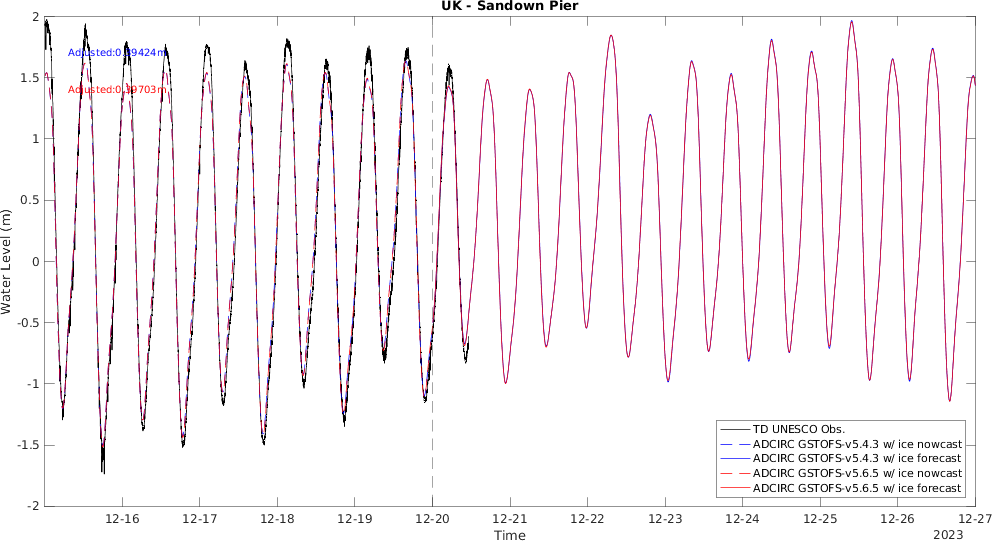 UK - Sandown Pier
2
1.5
1
0.5
0
-0.5
-1
-1.5
-2
Water Level (m)
Adjusted:0.39424m
Adjusted:0.39703m
TD UNESCO Obs.
ADCIRC GSTOFS-v5.4.3 w/ ice nowcast
ADCIRC GSTOFS-v5.4.3 w/ ice forecast
ADCIRC GSTOFS-v5.6.5 w/ ice nowcast
ADCIRC GSTOFS-v5.6.5 w/ ice forecast
12-16 12-17 12-18 12-19 12-20 12-21 12-22 12-23 12-24 12-25 12-26 12-27
Time
2023